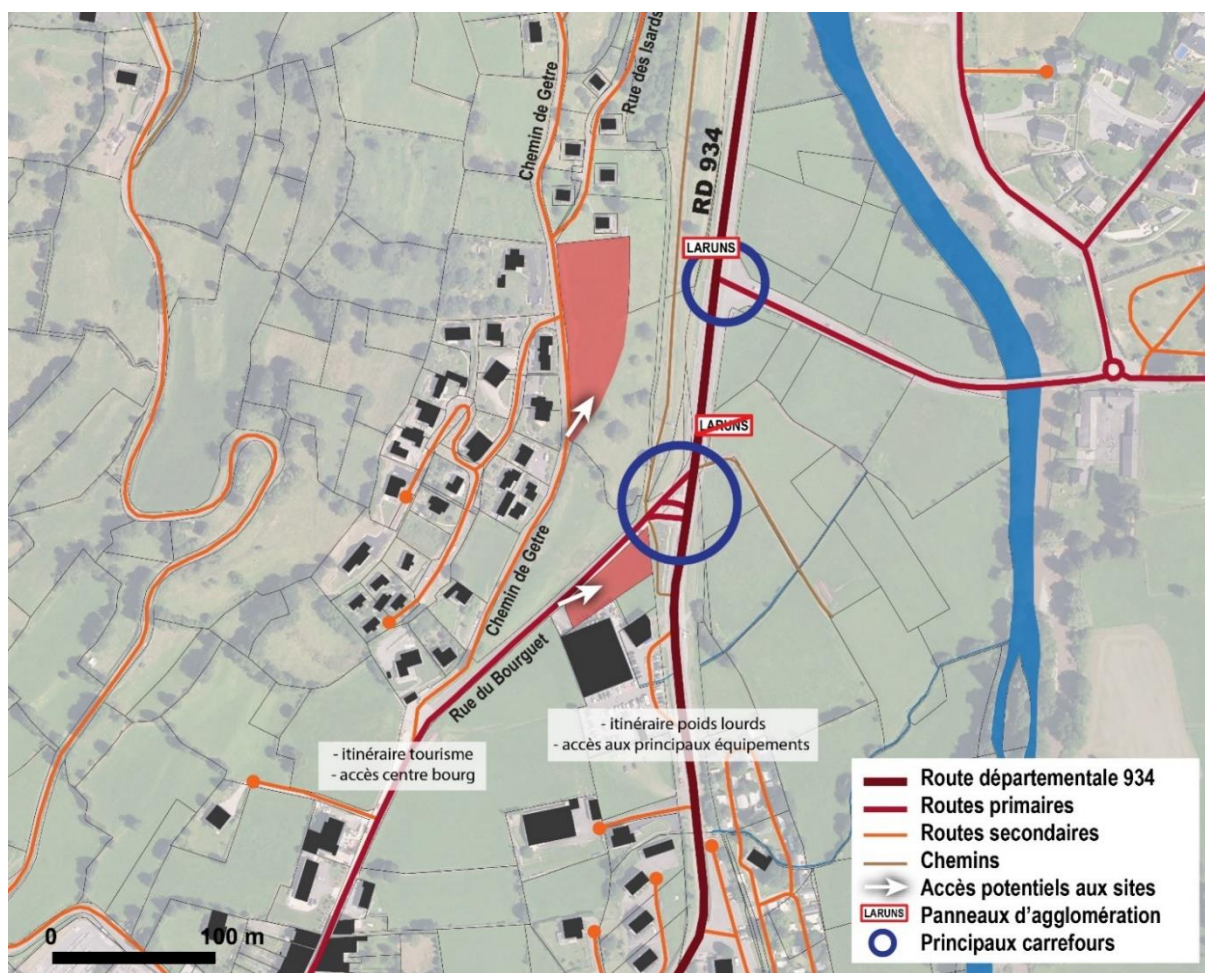 Chemin de Getre
Rue des Isards
RD 934
LARUNS
LARUNS
Chemin de Getre
Rue du Bourguet
- itinéraire poids lourds
- accès aux principaux équipements
- itinéraire tourisme
- accès centre bourg
Route départementale 934
Routes primaires
Routes secondaires
Chemins
Accès potentiels aux sites
LARUNS
Panneaux d'agglomération
Principaux carrefours
0 100 m